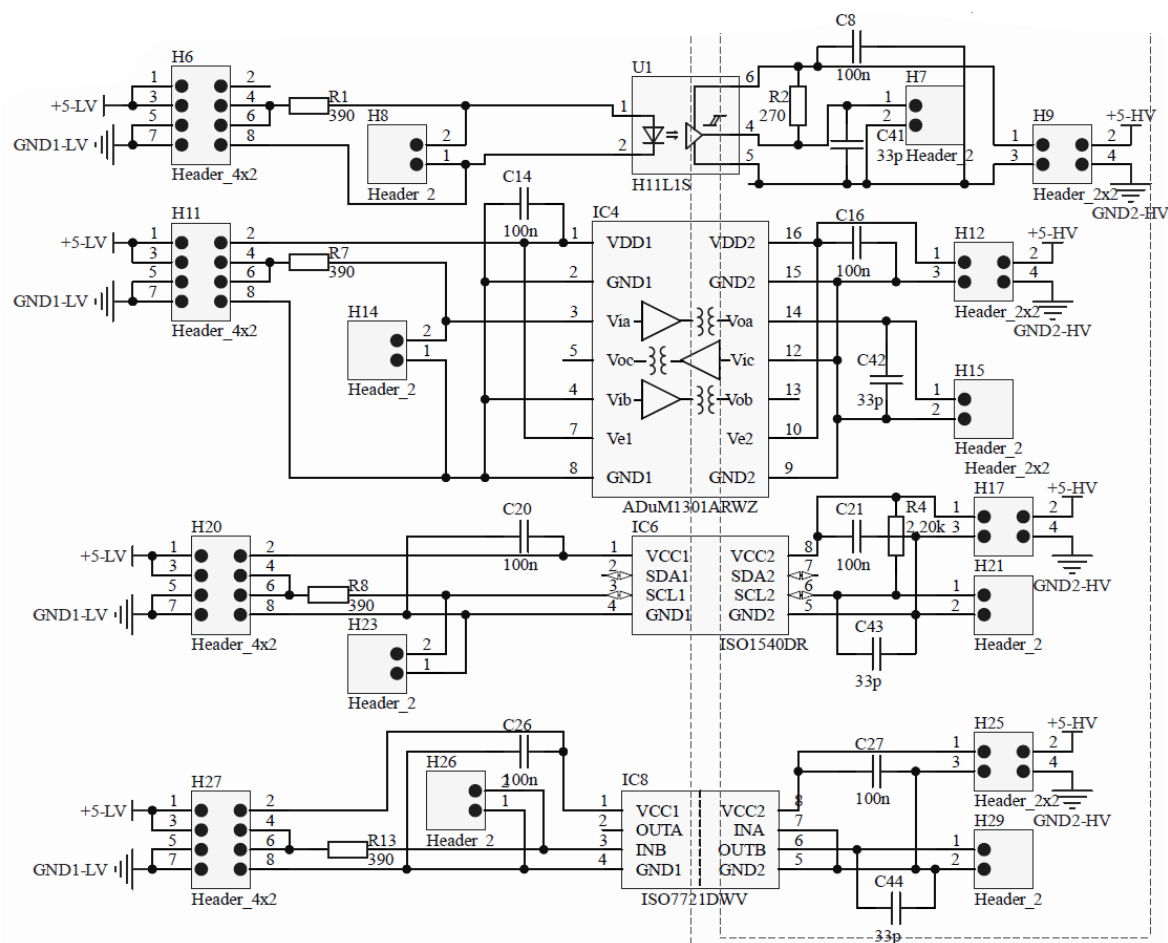 C8
H6
U1
100n
H7
1 2
6
+5-LV
3 4
R1
1
R2
1
H9
+5-HV
5 6
390
H8
270
2
1 2
GND1-LV
7 8
2
4
C41
3 4
1
2
5
33p
Header_2
Header_4x2
Header_2
H11L1S
Header_2x2
GND2-HV
C14
H11
100n
IC4
C16
+5-LV
1 2
1 VDD1
VDD2 16
H12
+5-HV
3 4
R7
100n
1 2
5 6
390
2 GND1
GND2 15
3 4
GND1-LV
7 8
Header_4x2
H14
3 Via
Voa 14
Header_2x2
GND2-HV
2
5 Voc
Vic 12
C42
H15
1
4 Vib
Vob 13
33p
1
Header_2
2
7 Ve1
Ve2 10
Header_2
8 GND1
GND2 9
Header_2x2
ADuM1301ARWZ
H17
+5-HV
H20
C20
IC6
C21
R4
1 2
+5-LV
1 2
1 VCC1
VCC2 8
2,20k
3 4
3 4
100n
2 SDA1
SDA2 7
100n
GND2-HV
5 6
R8
3 SCL1
SCL2 6
H21
GND1-LV
7 8
390
4 GND1
GND2 5
1
H23
2
Header_4x2
2
ISO1540DR
C43
Header_2
1
33p
Header_2
C26
H25
+5-HV
H26
100n
IC8
C27
1 2
H27
2
3 4
+5-LV
1 2
1
1 VCC1
VCC2 8
100n
Header_2x2
3 4
2 OUTA
INA 7
H29
GND2-HV
5 6
R13
Header_2
3 INB
OUTB 6
1
GND1-LV
7 8
390
4 GND1
GND2 5
2
Header_4x2
ISO7721DWV
C44
Header_2
33p